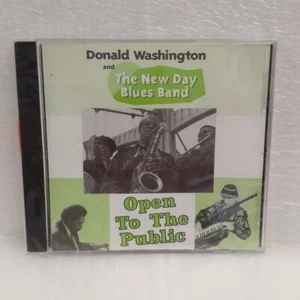 Donald Washington
and
The New Day
Blues Band
Open
To The
Public